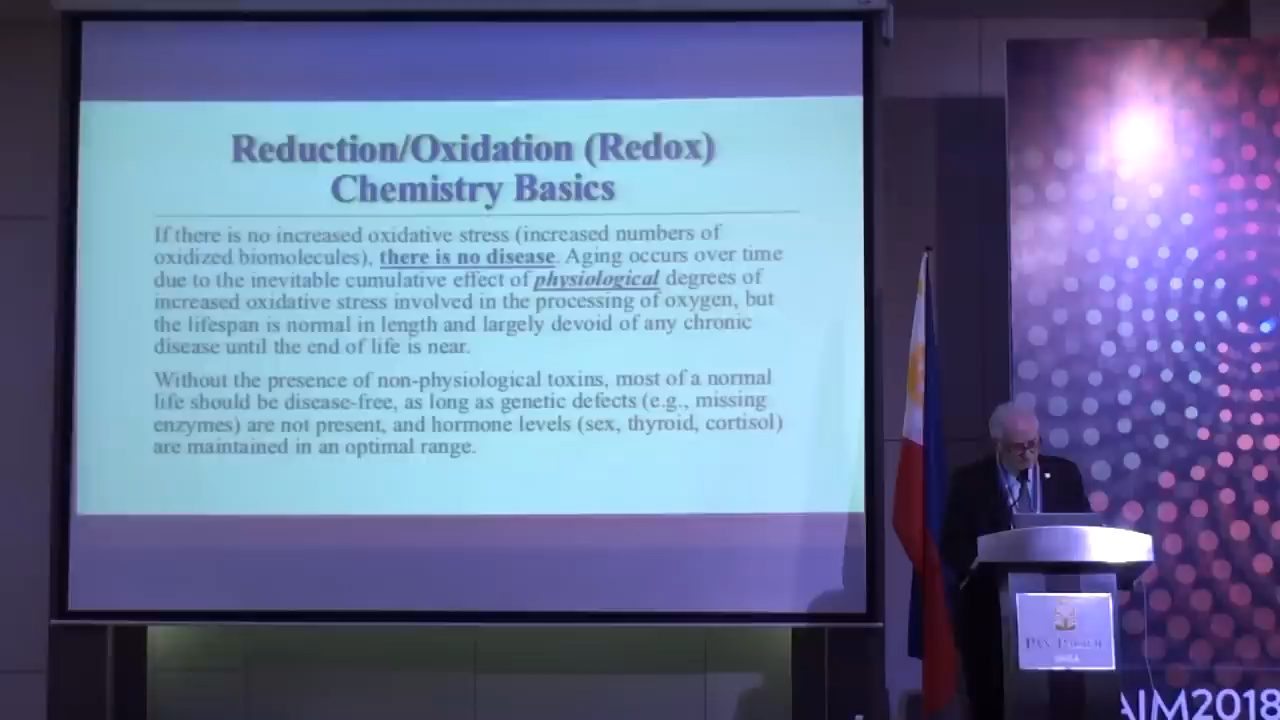 Reduction/Oxidation (Redox)
Chemistry Basics
If there is no increased oxidative stress (increased numbers of
oxidized biomolecules), there is no disease. Aging occurs over time
due to the inevitable cumulative effect of physiological degrees of
increased oxidative stress involved in the processing of oxygen, but
the lifespan is normal in length and largely devoid of any chronic
disease until the end of life is near.
Without the presence of non-physiological toxins, most of a normal
life should be disease-free, as long as genetic defects (e.g., missing
enzymes) are not present, and hormone levels (sex, thyroid, cortisol)
are maintained in an optimal range.
PAN PACIFIC
AIM2018